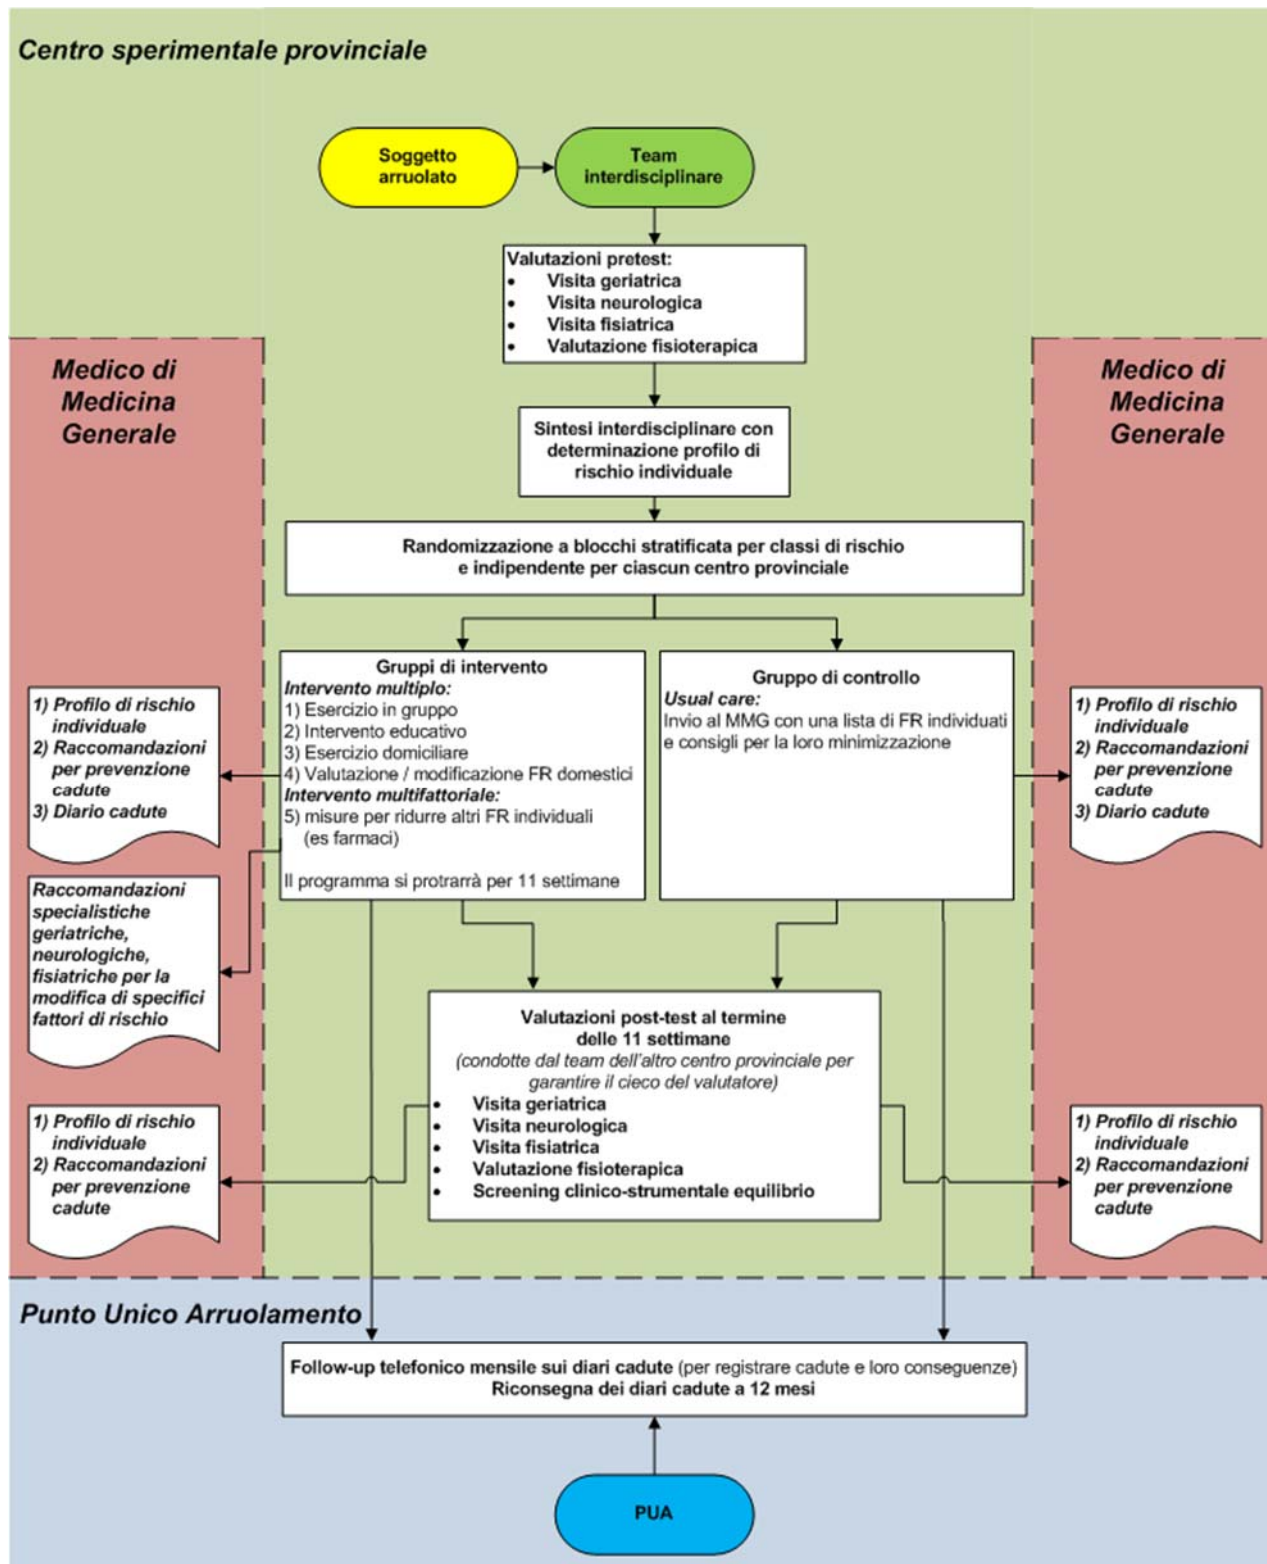 Centro sperimentale provinciale
Soggetto
arruolato
Team
interdisciplinare
Valutazioni pretest:
• Visita geriatrica
• Visita neurologica
• Visita fisiatrica
• Valutazione fisioterapica
Medico di
Medicina
Generale
Medico di
Medicina
Generale
Sintesi interdisciplinare con
determinazione profilo di
rischio individuale
Randomizzazione a blocchi stratificata per classi di rischio
e indipendente per ciascun centro provinciale
Gruppi di intervento
Intervento multiplo:
1) Esercizio in gruppo
2) Intervento educativo
3) Esercizio domiciliare
4) Valutazione / modificazione FR domestici
Intervento multifattoriale:
5) misure per ridurre altri FR individuali
(es farmaci)
Il programma si protrarrà per 11 settimane
Gruppo di controllo
Usual care:
Invio al MMG con una lista di FR individuati
e consigli per la loro minimizzazione
1) Profilo di rischio
individuale
2) Raccomandazioni
per prevenzione
cadute
3) Diario cadute
1) Profilo di rischio
individuale
2) Raccomandazioni
per prevenzione
cadute
3) Diario cadute
Raccomandazioni
specialistiche
geriatriche,
neurologiche,
fisiatriche per la
modifica di specifici
fattori di rischio
Valutazioni post-test al termine
delle 11 settimane
(condotte dal team dell'altro centro provinciale per
garantire il cieco del valutatore)
• Visita geriatrica
• Visita neurologica
• Visita fisiatrica
• Valutazione fisioterapica
• Screening clinico-strumentale equilibrio
1) Profilo di rischio
individuale
2) Raccomandazioni
per prevenzione
cadute
1) Profilo di rischio
individuale
2) Raccomandazioni
per prevenzione
cadute
Punto Unico Arruolamento
Follow-up telefonico mensile sui diari cadute (per registrare cadute e loro conseguenze)
Riconsegna dei diari cadute a 12 mesi
PUA